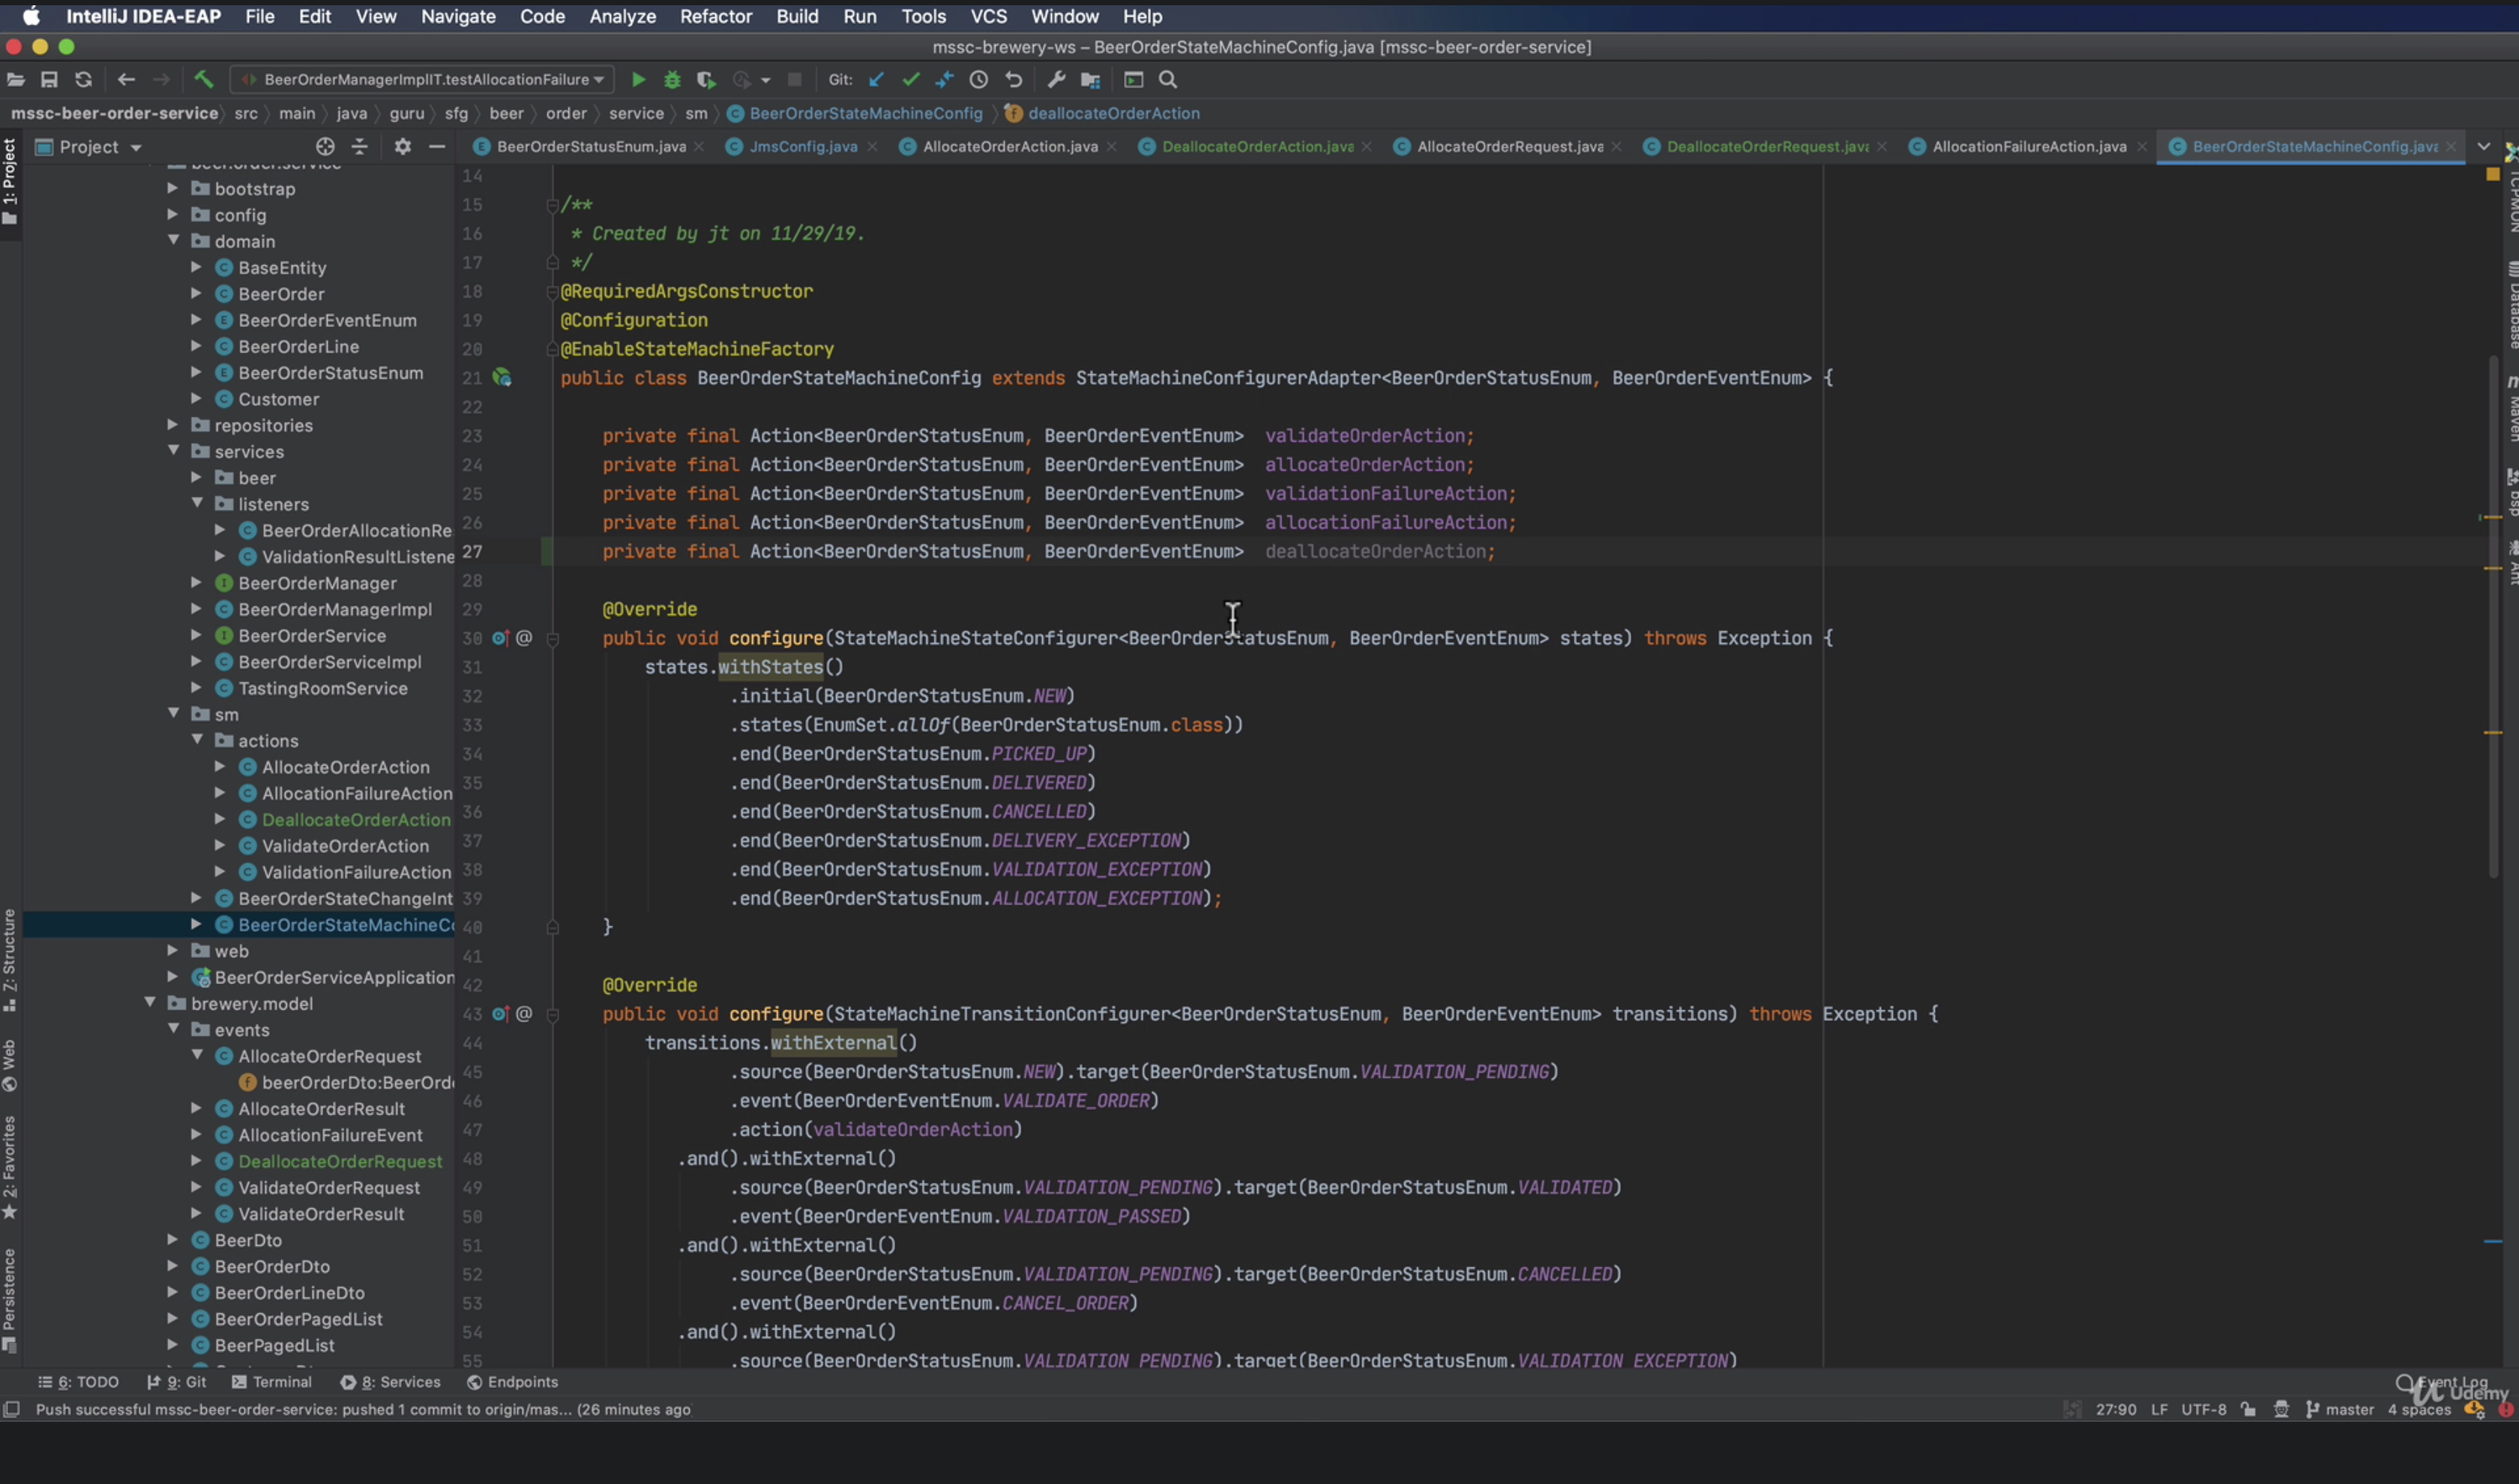 IntelliJ IDEA-EAP File Edit View Navigate Code Analyze Refactor Build Run Tools VCS Window Help
mssc-brewery-ws – BeerOrderStateMachineConfig.java [mssc-beer-order-service]
BeerOrderManagerImplIT.testAllocationFailure Git:
mssc-beer-order-service src main java guru sfg beer order service sm BeerOrderStateMachineConfig deallocateOrderAction
Project
BeerOrderStatusEnum.java JmsConfig.java AllocateOrderAction.java DeallocateOrderAction.java AllocateOrderRequest.java DeallocateOrderRequest.java AllocationFailureAction.java BeerOrderStateMachineConfig.java
1: Project
Z: Structure
Web
2: Favorites
Persistence
beer.order.service
bootstrap
config
domain
BaseEntity
BeerOrder
BeerOrderEventEnum
BeerOrderLine
BeerOrderStatusEnum
Customer
repositories
services
beer
listeners
BeerOrderAllocationRe
ValidationResultListene
BeerOrderManager
BeerOrderManagerImpl
BeerOrderService
BeerOrderServiceImpl
TastingRoomService
sm
actions
AllocateOrderAction
AllocationFailureAction
DeallocateOrderAction
ValidateOrderAction
ValidationFailureAction
BeerOrderStateChangeInt
BeerOrderStateMachineCo
web
BeerOrderServiceApplication
brewery.model
events
AllocateOrderRequest
beerOrderDto:BeerOrde
AllocateOrderResult
AllocationFailureEvent
DeallocateOrderRequest
ValidateOrderRequest
ValidateOrderResult
BeerDto
BeerOrderDto
BeerOrderLineDto
BeerOrderPagedList
BeerPagedList
14
15 /**
16 * Created by jt on 11/29/19.
17 */
18 @RequiredArgsConstructor
19 @Configuration
20 @EnableStateMachineFactory
21 public class BeerOrderStateMachineConfig extends StateMachineConfigurerAdapter<BeerOrderStatusEnum, BeerOrderEventEnum> {
22
23 private final Action<BeerOrderStatusEnum, BeerOrderEventEnum> validateOrderAction;
24 private final Action<BeerOrderStatusEnum, BeerOrderEventEnum> allocateOrderAction;
25 private final Action<BeerOrderStatusEnum, BeerOrderEventEnum> validationFailureAction;
26 private final Action<BeerOrderStatusEnum, BeerOrderEventEnum> allocationFailureAction;
27 private final Action<BeerOrderStatusEnum, BeerOrderEventEnum> deallocateOrderAction;
28
29 @Override
30 @ public void configure(StateMachineStateConfigurer<BeerOrderStatusEnum, BeerOrderEventEnum> states) throws Exception {
31 states.withStates()
32 .initial(BeerOrderStatusEnum.NEW)
33 .states(EnumSet.allOf(BeerOrderStatusEnum.class))
34 .end(BeerOrderStatusEnum.PICKED_UP)
35 .end(BeerOrderStatusEnum.DELIVERED)
36 .end(BeerOrderStatusEnum.CANCELLED)
37 .end(BeerOrderStatusEnum.DELIVERY_EXCEPTION)
38 .end(BeerOrderStatusEnum.VALIDATION_EXCEPTION)
39 .end(BeerOrderStatusEnum.ALLOCATION_EXCEPTION);
40 }
41
42 @Override
43 @ public void configure(StateMachineTransitionConfigurer<BeerOrderStatusEnum, BeerOrderEventEnum> transitions) throws Exception {
44 transitions.withExternal()
45 .source(BeerOrderStatusEnum.NEW).target(BeerOrderStatusEnum.VALIDATION_PENDING)
46 .event(BeerOrderEventEnum.VALIDATE_ORDER)
47 .action(validateOrderAction)
48 .and().withExternal()
49 .source(BeerOrderStatusEnum.VALIDATION_PENDING).target(BeerOrderStatusEnum.VALIDATED)
50 .event(BeerOrderEventEnum.VALIDATION_PASSED)
51 .and().withExternal()
52 .source(BeerOrderStatusEnum.VALIDATION_PENDING).target(BeerOrderStatusEnum.CANCELLED)
53 .event(BeerOrderEventEnum.CANCEL_ORDER)
54 .and().withExternal()
55 .source(BeerOrderStatusEnum.VALIDATION_PENDING).target(BeerOrderStatusEnum.VALIDATION_EXCEPTION)
TCPMON
Database
Maven
Dsp
Ant
6: TODO 9: Git Terminal 8: Services Endpoints Event Log
Udemy
Push successful mssc-beer-order-service: pushed 1 commit to origin/mas... (26 minutes ago 27:90 LF UTF-8 master 4 spaces